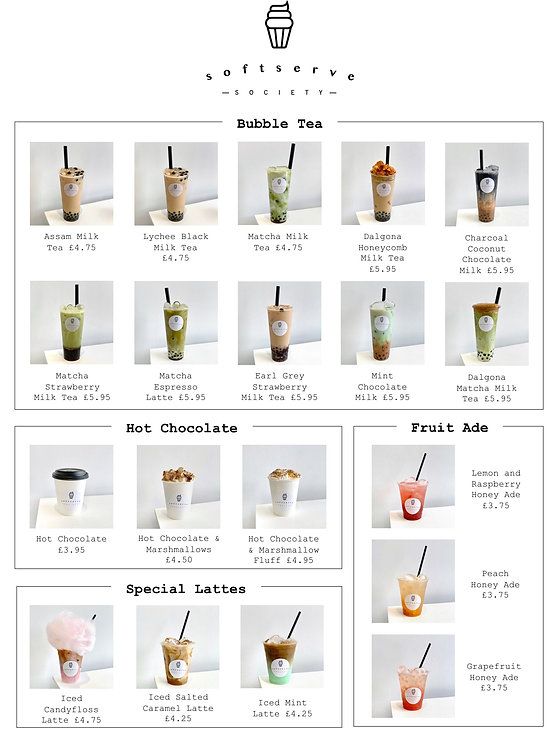 softserve
SOCIETY
Bubble Tea
Assam Milk
Tea £4.75
Lychee Black
Milk Tea
£4.75
Matcha Milk
Tea £4.75
Dalgona
Honeycomb
Milk Tea
£5.95
Charcoal
Coconut
Chocolate
Milk £5.95
Matcha
Strawberry
Milk Tea £5.95
Matcha
Espresso
Latte £5.95
Earl Grey
Strawberry
Milk Tea £5.95
Mint
Chocolate
Milk £5.95
Dalgona
Matcha Milk
Tea £5.95
Hot Chocolate
Hot Chocolate
£3.95
Hot Chocolate &
Marshmallows
£4.50
Hot Chocolate
& Marshmallow
Fluff £4.95
Special Lattes
Iced
Candyfloss
Latte £4.75
Iced Salted
Caramel Latte
£4.25
Iced Mint
Latte £4.25
Fruit Ade
Lemon and
Raspberry
Honey Ade
£3.75
Peach
Honey Ade
£3.75
Grapefruit
Honey Ade
£3.75